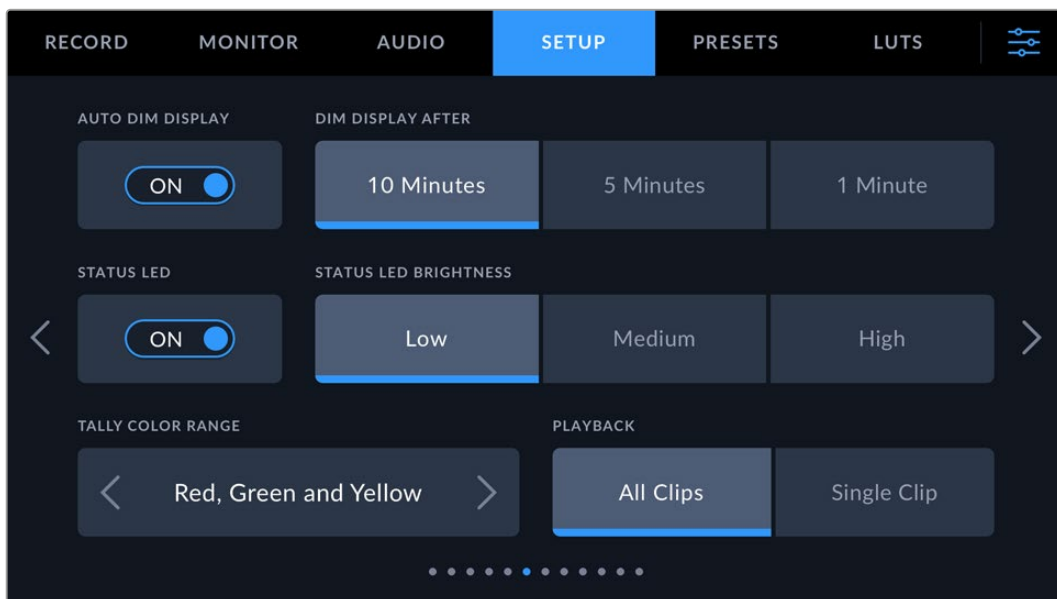 RECORD MONITOR AUDIO SETUP PRESETS LUTS
AUTO DIM DISPLAY DIM DISPLAY AFTER
ON 10 Minutes 5 Minutes 1 Minute
STATUS LED STATUS LED BRIGHTNESS
ON Low Medium High
TALLY COLOR RANGE PLAYBACK
Red, Green and Yellow All Clips Single Clip